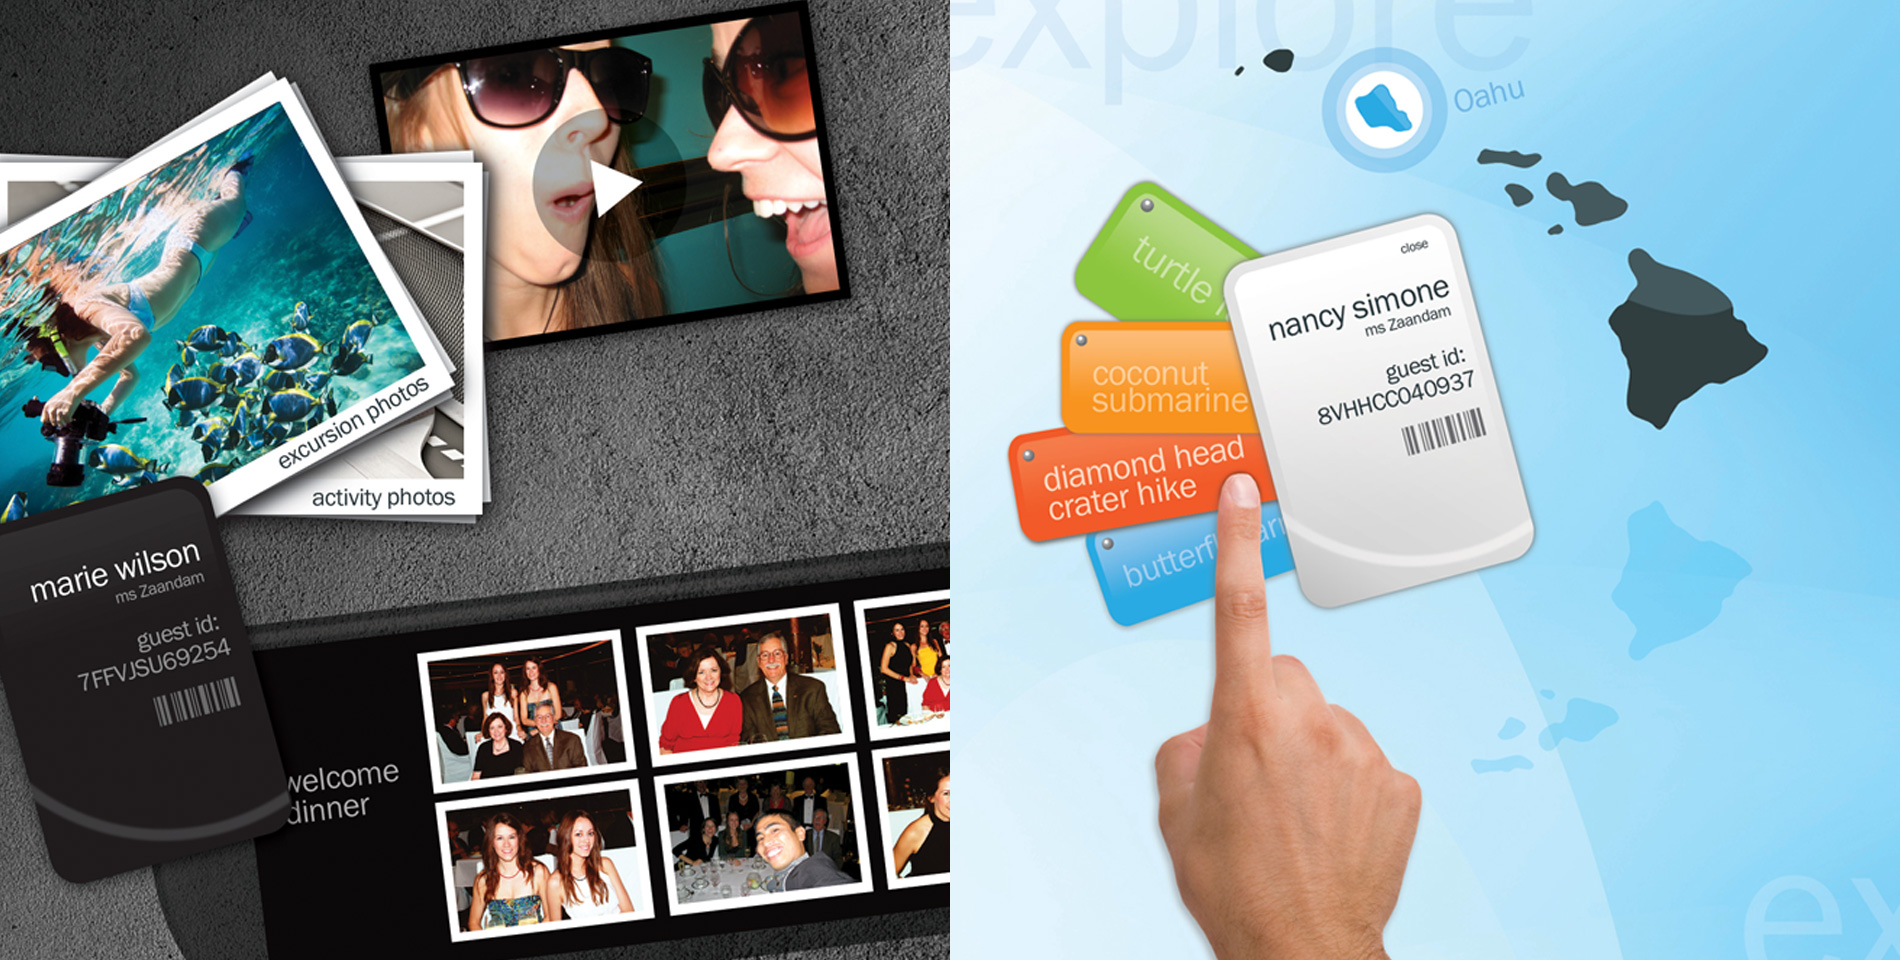 excursion photos
activity photos
marie wilson
ms Zaandam
guest id:
7FFVJSU69254
welcome
dinner
explore
Oahu
turtle
coconut
submarine
diamond head
crater hike
close
nancy simone
ms Zaandam
guest id:
8VHHCC040937
ex